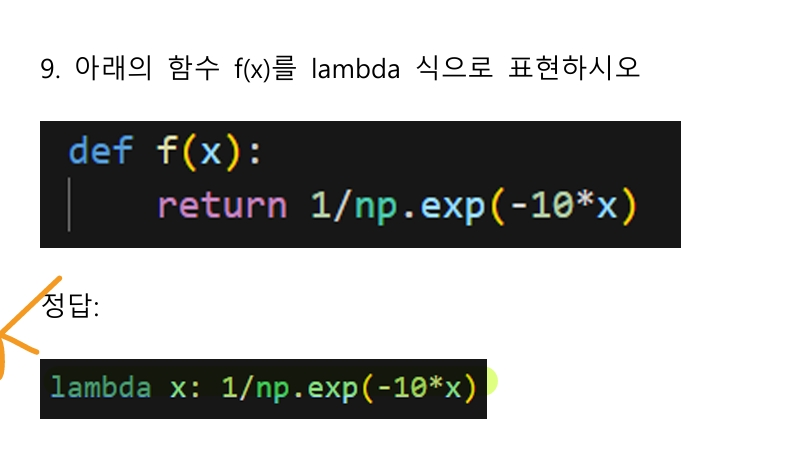 9. 아래의 함수 f(x)를 lambda 식으로 표현하시오
def f(x):
    return 1/np.exp(-10*x)
정답:
lambda x: 1/np.exp(-10*x)